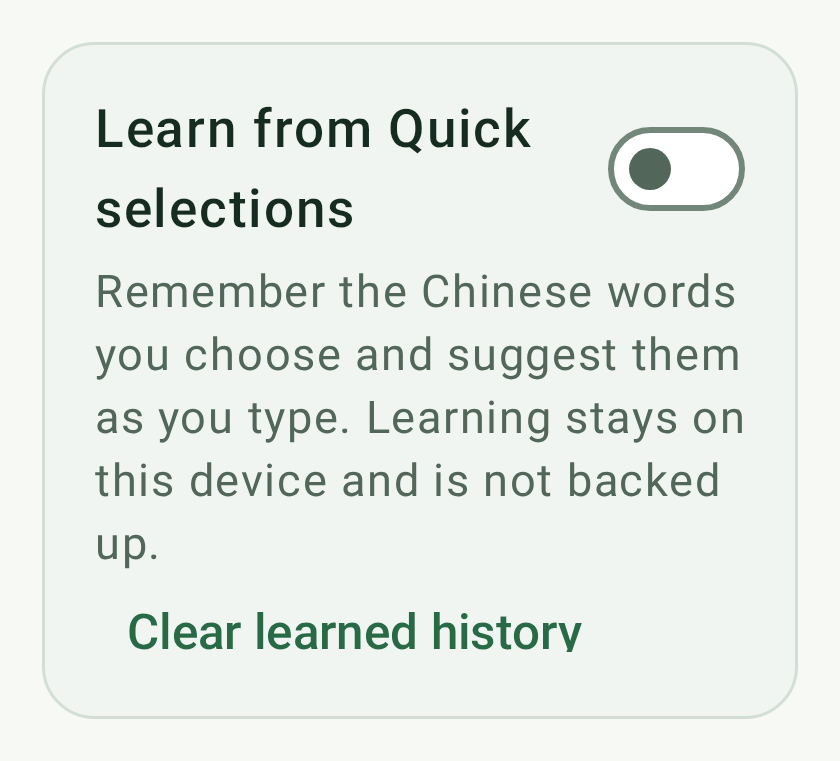 Learn from Quick
selections
Remember the Chinese words
you choose and suggest them
as you type. Learning stays on
this device and is not backed
up.
Clear learned history